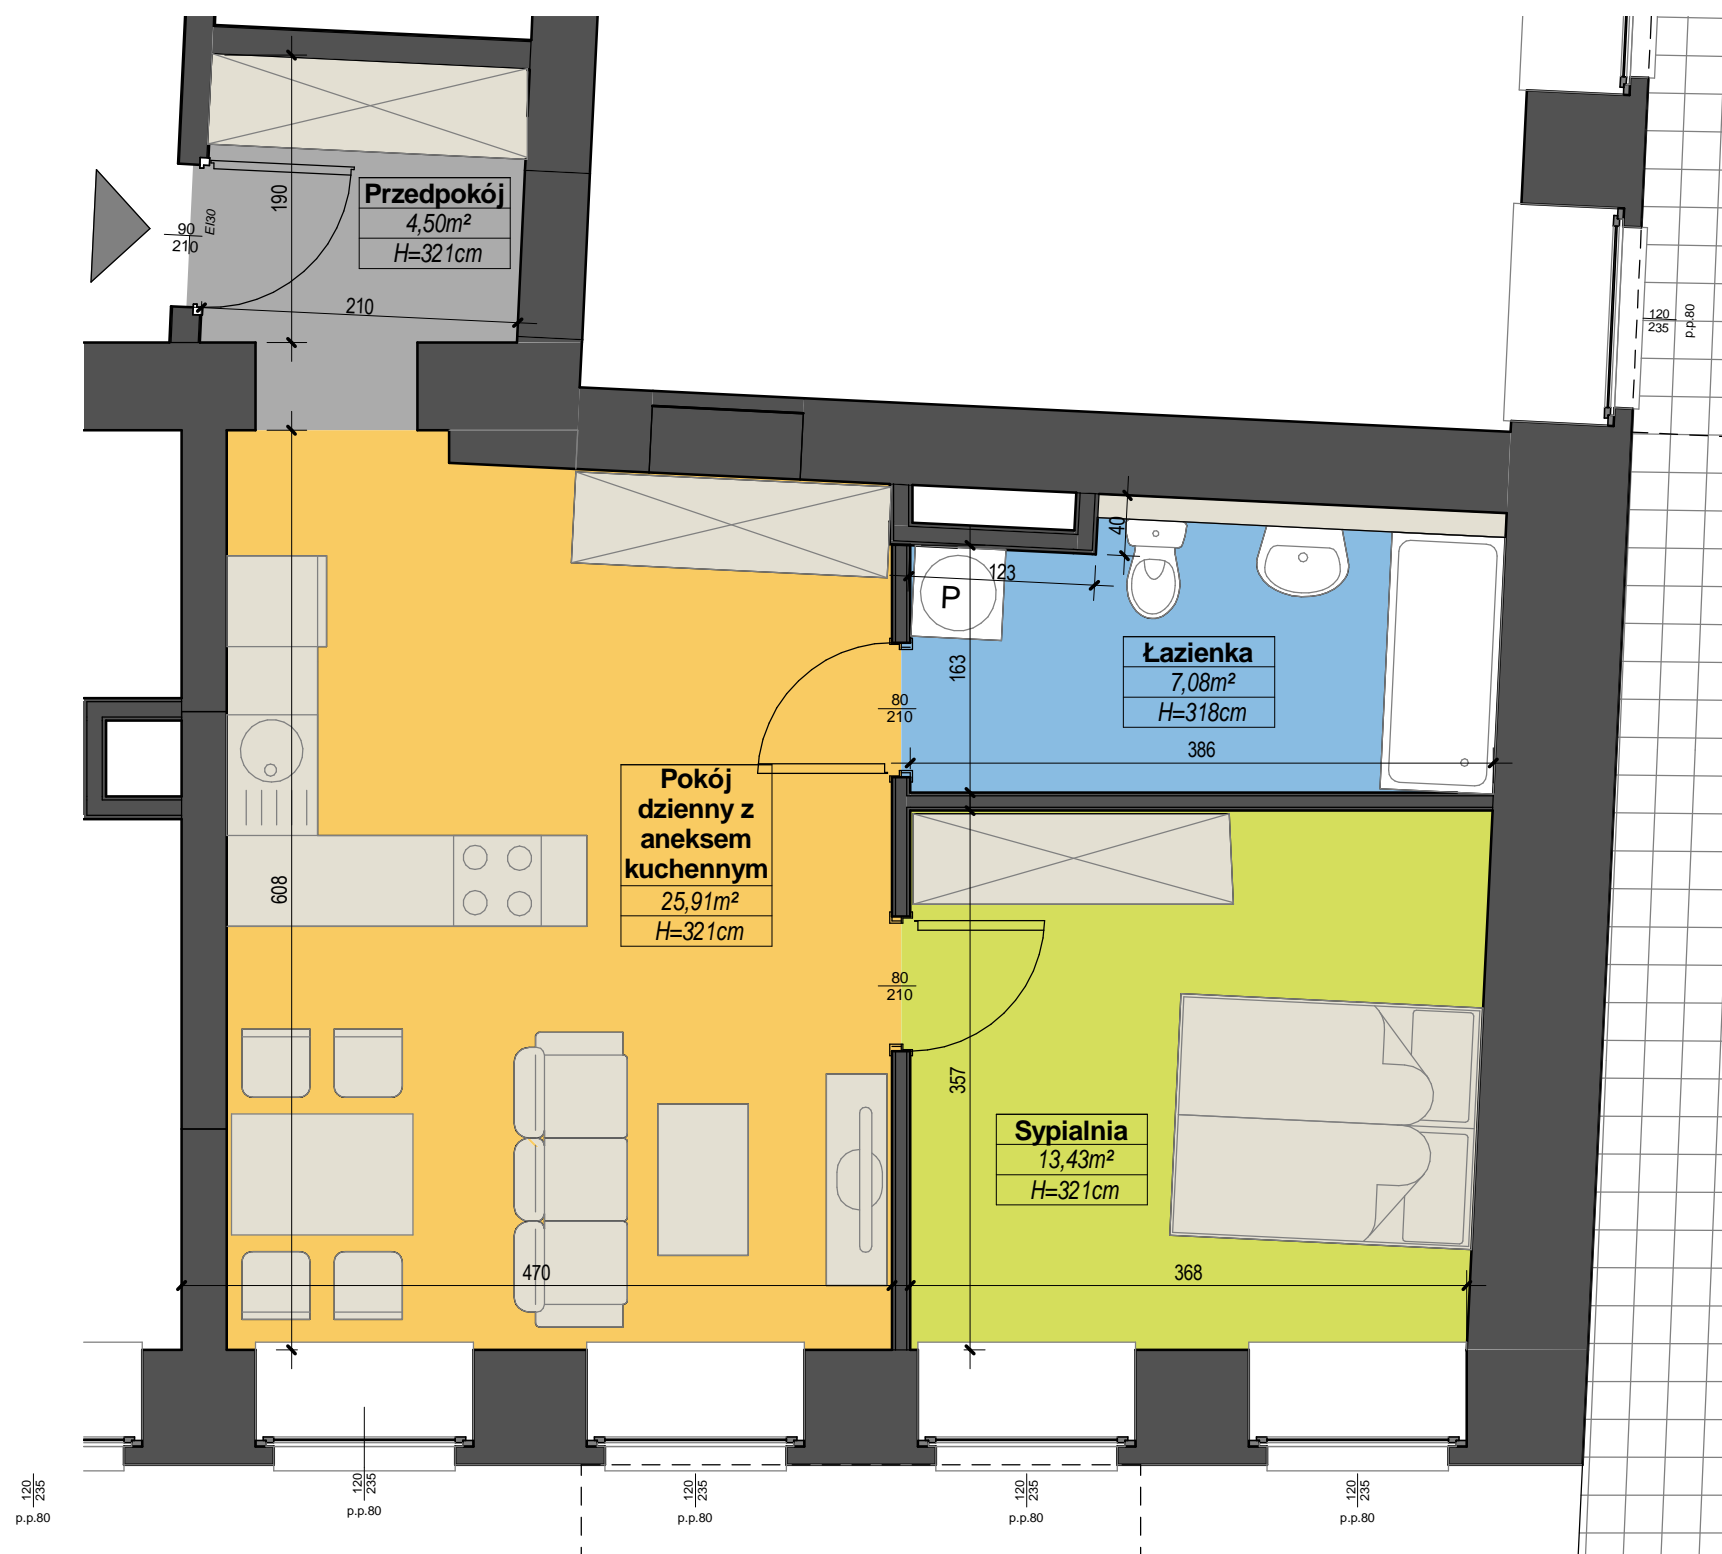 190
Przedpokój
4,50m²
H=321cm
90
210
EI30
210
120
235
p.p.80
40
123
P
163
Łazienka
7,08m²
H=318cm
80
210
386
Pokój
dzienny z
aneksem
kuchennym
25,91m²
H=321cm
608
80
210
357
Sypialnia
13,43m²
H=321cm
470
368
120
235
p.p.80
120
235
p.p.80
120
235
p.p.80
120
235
p.p.80
120
235
p.p.80